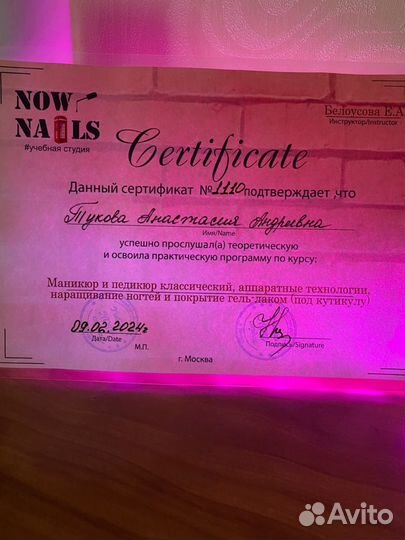 NOW
NAILS
#учебная студия
Белоусова Е.А
Инструктор/Instructor
Certificate
Данный сертификат №1110 подтверждает ,что
Тукова Анастасия Андреевна
Имя/Name
успешно прослушал(а) теоретическую
и освоила практическую программу по курсу:
Маникюр и педикюр классический, аппаратные технологии,
наращивание ногтей и покрытие гель-лаком (под кутикулу)
09.02.2024г
Дата/Date
Подпись/Signature
М.П.
г. Москва
Avito